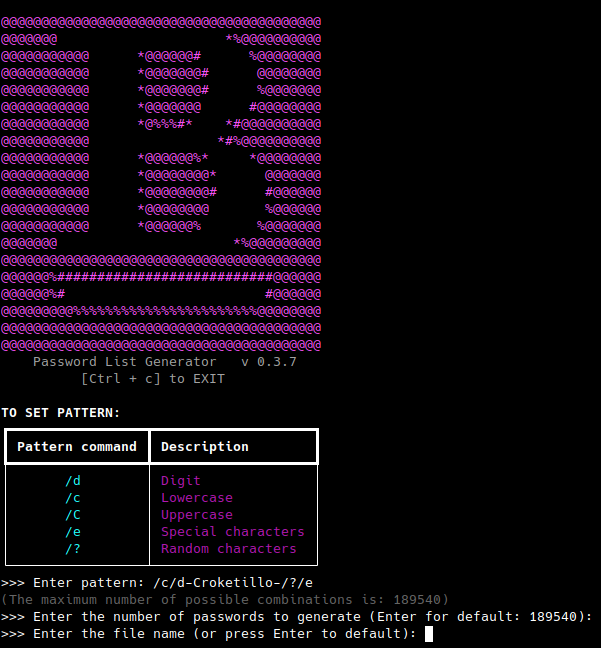 @@@@@@@@@@@@@@@@@@@@@@@@@@@@@@@@@@@@@@@@
@@@@@@@                     *%@@@@@@@@@@
@@@@@@@@@@@      *@@@@@@#      %@@@@@@@@
@@@@@@@@@@@      *@@@@@@@#      @@@@@@@@
@@@@@@@@@@@      *@@@@@@@#      %@@@@@@@
@@@@@@@@@@@      *@@@@@@@      #@@@@@@@@
@@@@@@@@@@@      *@%%%#*    *#@@@@@@@@@@
@@@@@@@@@@@                *#%@@@@@@@@@@
@@@@@@@@@@@      *@@@@@@%*     *@@@@@@@@
@@@@@@@@@@@      *@@@@@@@@*      @@@@@@@
@@@@@@@@@@@      *@@@@@@@@#      #@@@@@@
@@@@@@@@@@@      *@@@@@@@@       %@@@@@@
@@@@@@@@@@@      *@@@@@@%       %@@@@@@@
@@@@@@@                      *%@@@@@@@@@
@@@@@@@@@@@@@@@@@@@@@@@@@@@@@@@@@@@@@@@@
@@@@@@%###########################@@@@@@
@@@@@@%#                         #@@@@@@
@@@@@@@@@%%%%%%%%%%%%%%%%%%%%%%%@@@@@@@@
@@@@@@@@@@@@@@@@@@@@@@@@@@@@@@@@@@@@@@@@
@@@@@@@@@@@@@@@@@@@@@@@@@@@@@@@@@@@@@@@@
Password List Generator   v 0.3.7
[Ctrl + c] to EXIT
TO SET PATTERN:
Pattern command Description
/d Digit
/c Lowercase
/C Uppercase
/e Special characters
/? Random characters
>>> Enter pattern: /c/d-Croketillo-/?/e
(The maximum number of possible combinations is: 189540)
>>> Enter the number of passwords to generate (Enter for default: 189540):
>>> Enter the file name (or press Enter to default):